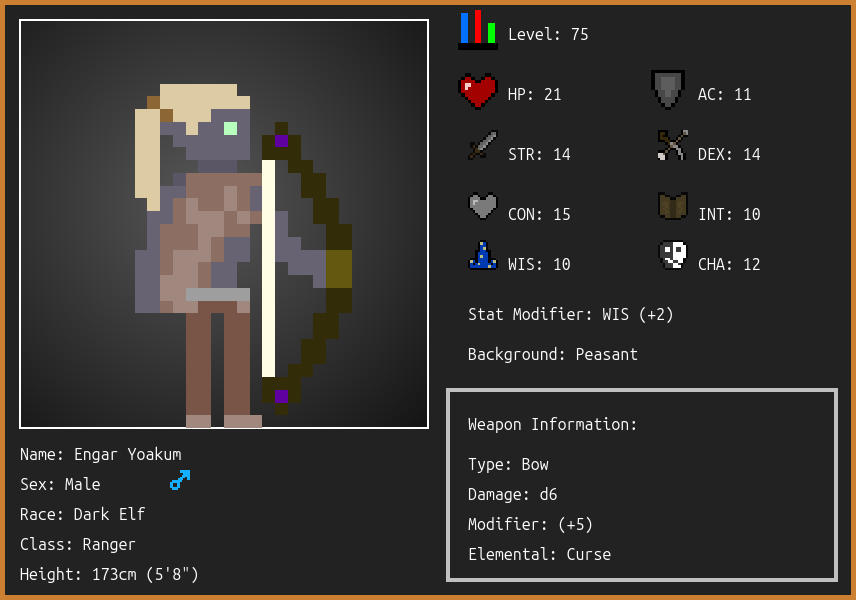 Level: 75
HP: 21
AC: 11
STR: 14
DEX: 14
CON: 15
INT: 10
WIS: 10
CHA: 12
Stat Modifier: WIS (+2)
Background: Peasant
Weapon Information:
Type: Bow
Damage: d6
Modifier: (+5)
Elemental: Curse
Name: Engar Yoakum
Sex: Male
Race: Dark Elf
Class: Ranger
Height: 173cm (5'8")